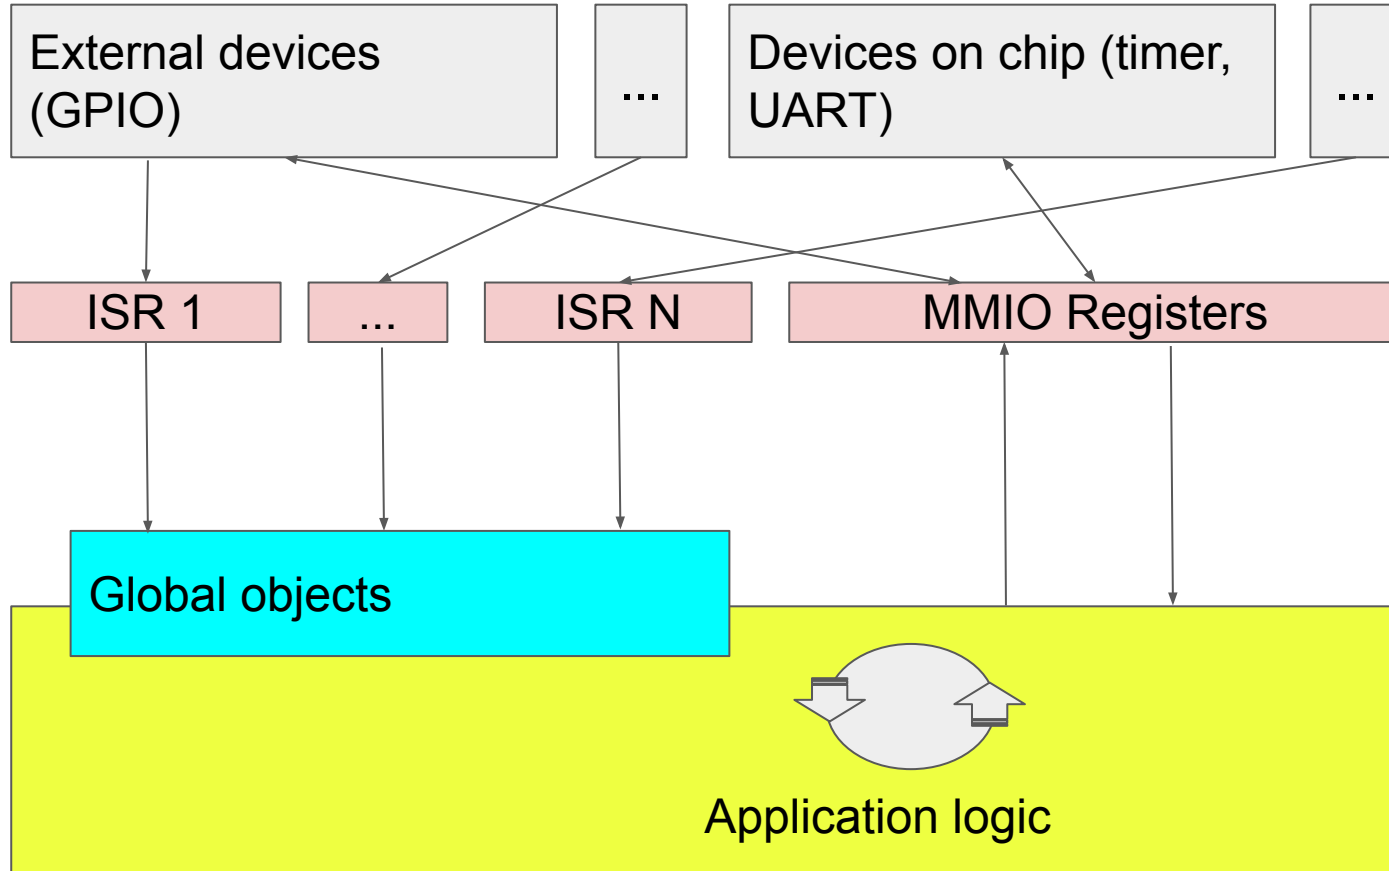 External devices
(GPIO)
...
Devices on chip (timer,
UART)
...
ISR 1
...
ISR N
MMIO Registers
Global objects
Application logic